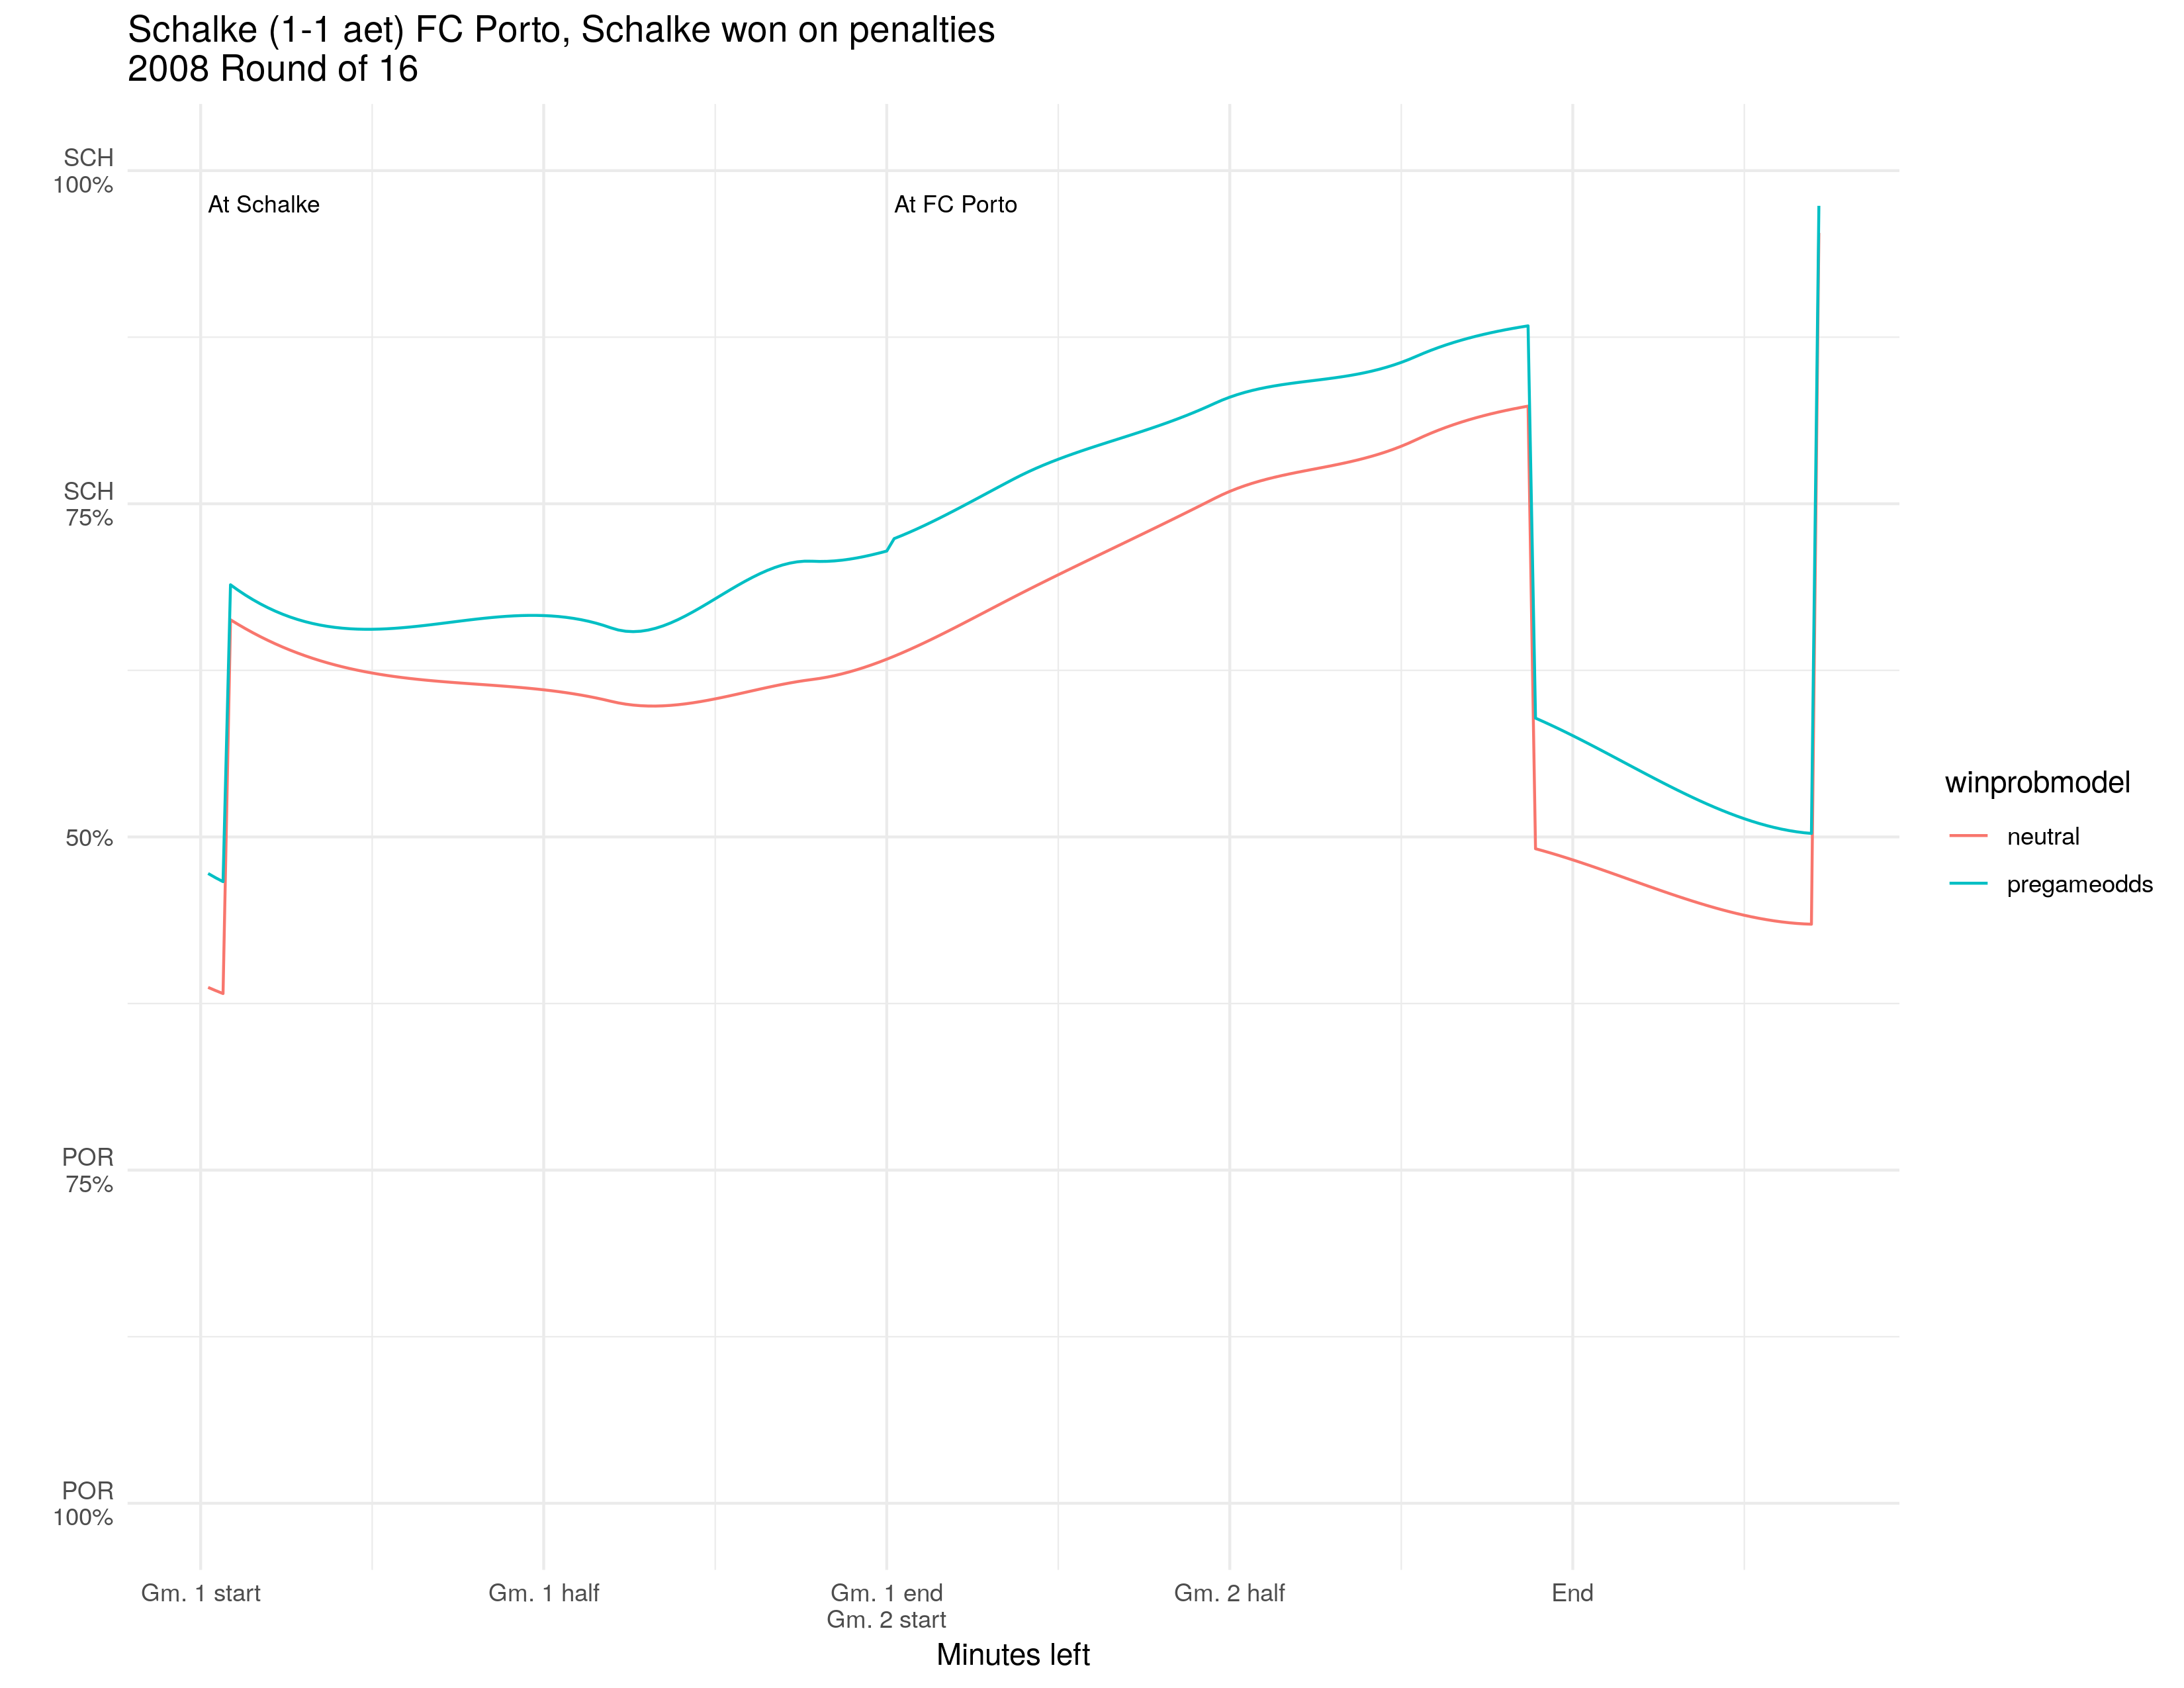 Schalke (1-1 aet) FC Porto, Schalke won on penalties
2008 Round of 16
SCH
100%
At Schalke
At FC Porto
SCH
75%
50%
POR
75%
POR
100%
winprobmodel
neutral
pregameodds
Gm. 1 start
Gm. 1 half
Gm. 1 end
Gm. 2 start
Gm. 2 half
End
Minutes left